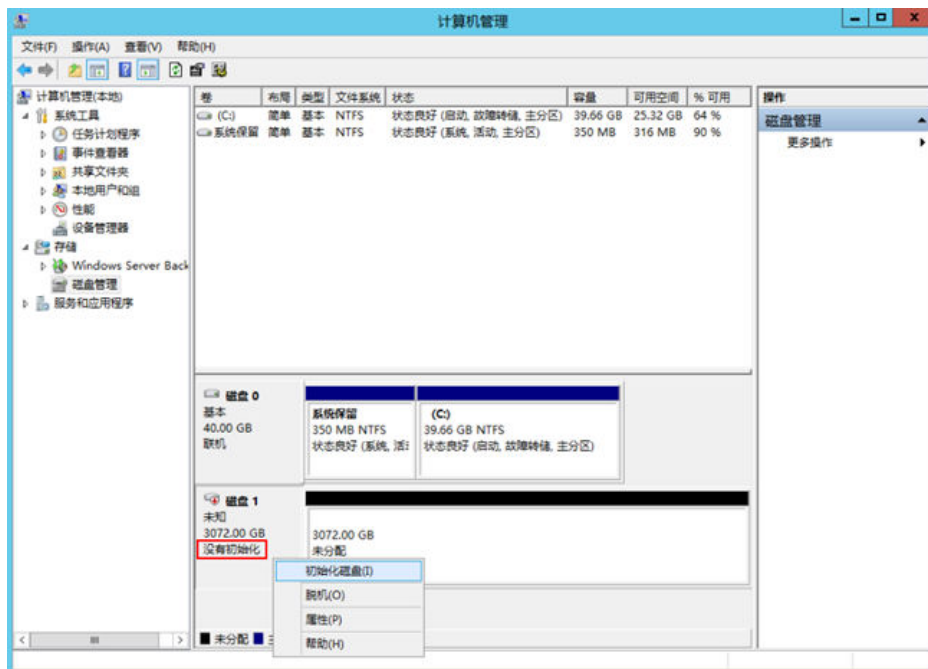 计算机管理
文件(F) 操作(A) 查看(V) 帮助(H)
计算机管理(本地)
系统工具
任务计划程序
事件查看器
共享文件夹
本地用户和组
性能
设备管理器
存储
Windows Server Back
磁盘管理
服务和应用程序
卷 布局 类型 文件系统 状态 容量 可用空间 % 可用
(C:) 简单 基本 NTFS 状态良好 (启动, 故障转储, 主分区) 39.66 GB 25.32 GB 64 %
系统保留 简单 基本 NTFS 状态良好 (系统, 活动, 主分区) 350 MB 316 MB 90 %
操作
磁盘管理
更多操作
磁盘 0
基本
40.00 GB
联机
系统保留
350 MB NTFS
状态良好 (系统, 活
(C:)
39.66 GB NTFS
状态良好 (启动, 故障转储, 主分区)
磁盘 1
未知
3072.00 GB
没有初始化
3072.00 GB
未分配
初始化磁盘(I)
脱机(O)
属性(P)
帮助(H)
未分配